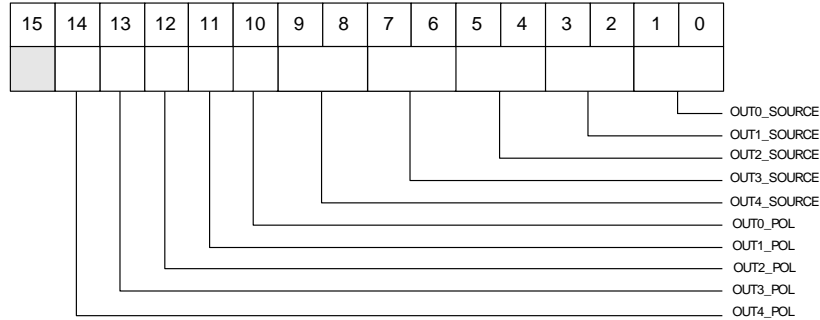 15 14 13 12 11 10 9 8 7 6 5 4 3 2 1 0
OUT0_SOURCE
OUT1_SOURCE
OUT2_SOURCE
OUT3_SOURCE
OUT4_SOURCE
OUT0_POL
OUT1_POL
OUT2_POL
OUT3_POL
OUT4_POL